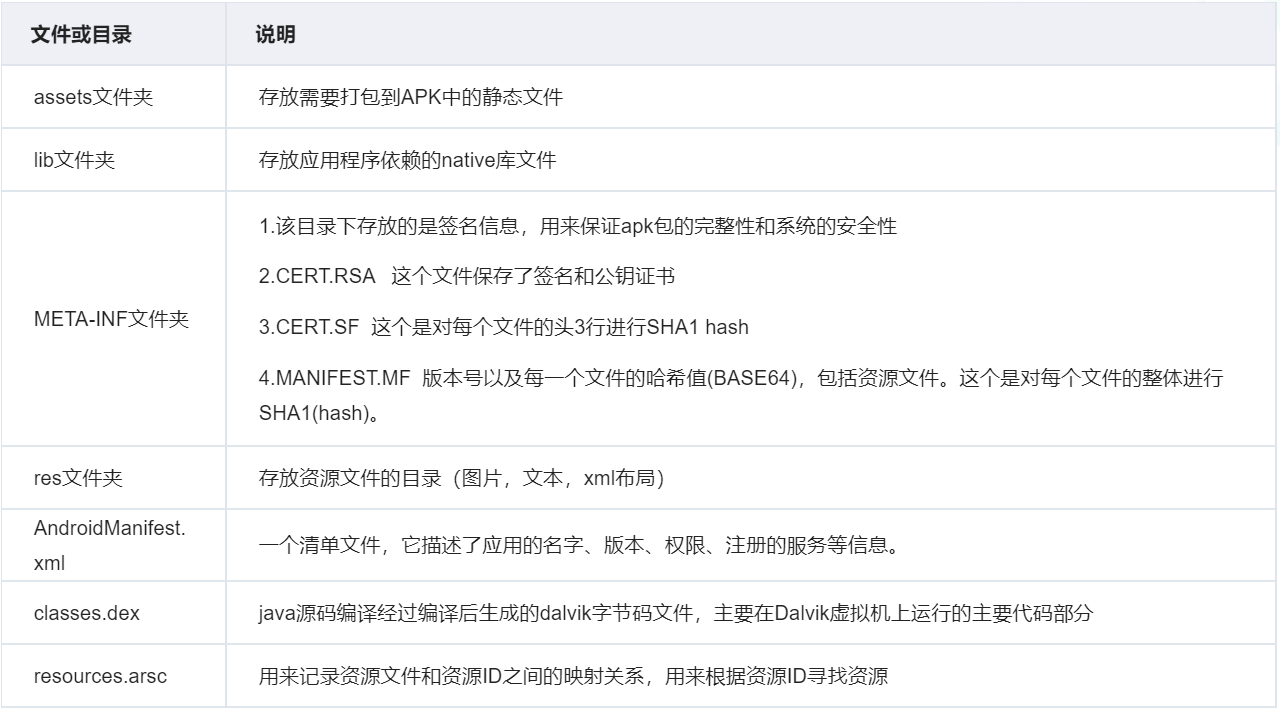 文件或目录
说明
assets文件夹
存放需要打包到APK中的静态文件
lib文件夹
存放应用程序依赖的native库文件
META-INF文件夹
1.该目录下存放的是签名信息，用来保证apk包的完整性和系统的安全性
2.CERT.RSA   这个文件保存了签名和公钥证书
3.CERT.SF  这个是对每个文件的头3行进行SHA1 hash
4.MANIFEST.MF  版本号以及每一个文件的哈希值(BASE64)，包括资源文件。这个是对每个文件的整体进行
SHA1(hash)。
res文件夹
存放资源文件的目录（图片，文本，xml布局）
AndroidManifest.
xml
一个清单文件，它描述了应用的名字、版本、权限、注册的服务等信息。
classes.dex
java源码编译经过编译后生成的dalvik字节码文件，主要在Dalvik虚拟机上运行的主要代码部分
resources.arsc
用来记录资源文件和资源ID之间的映射关系，用来根据资源ID寻找资源